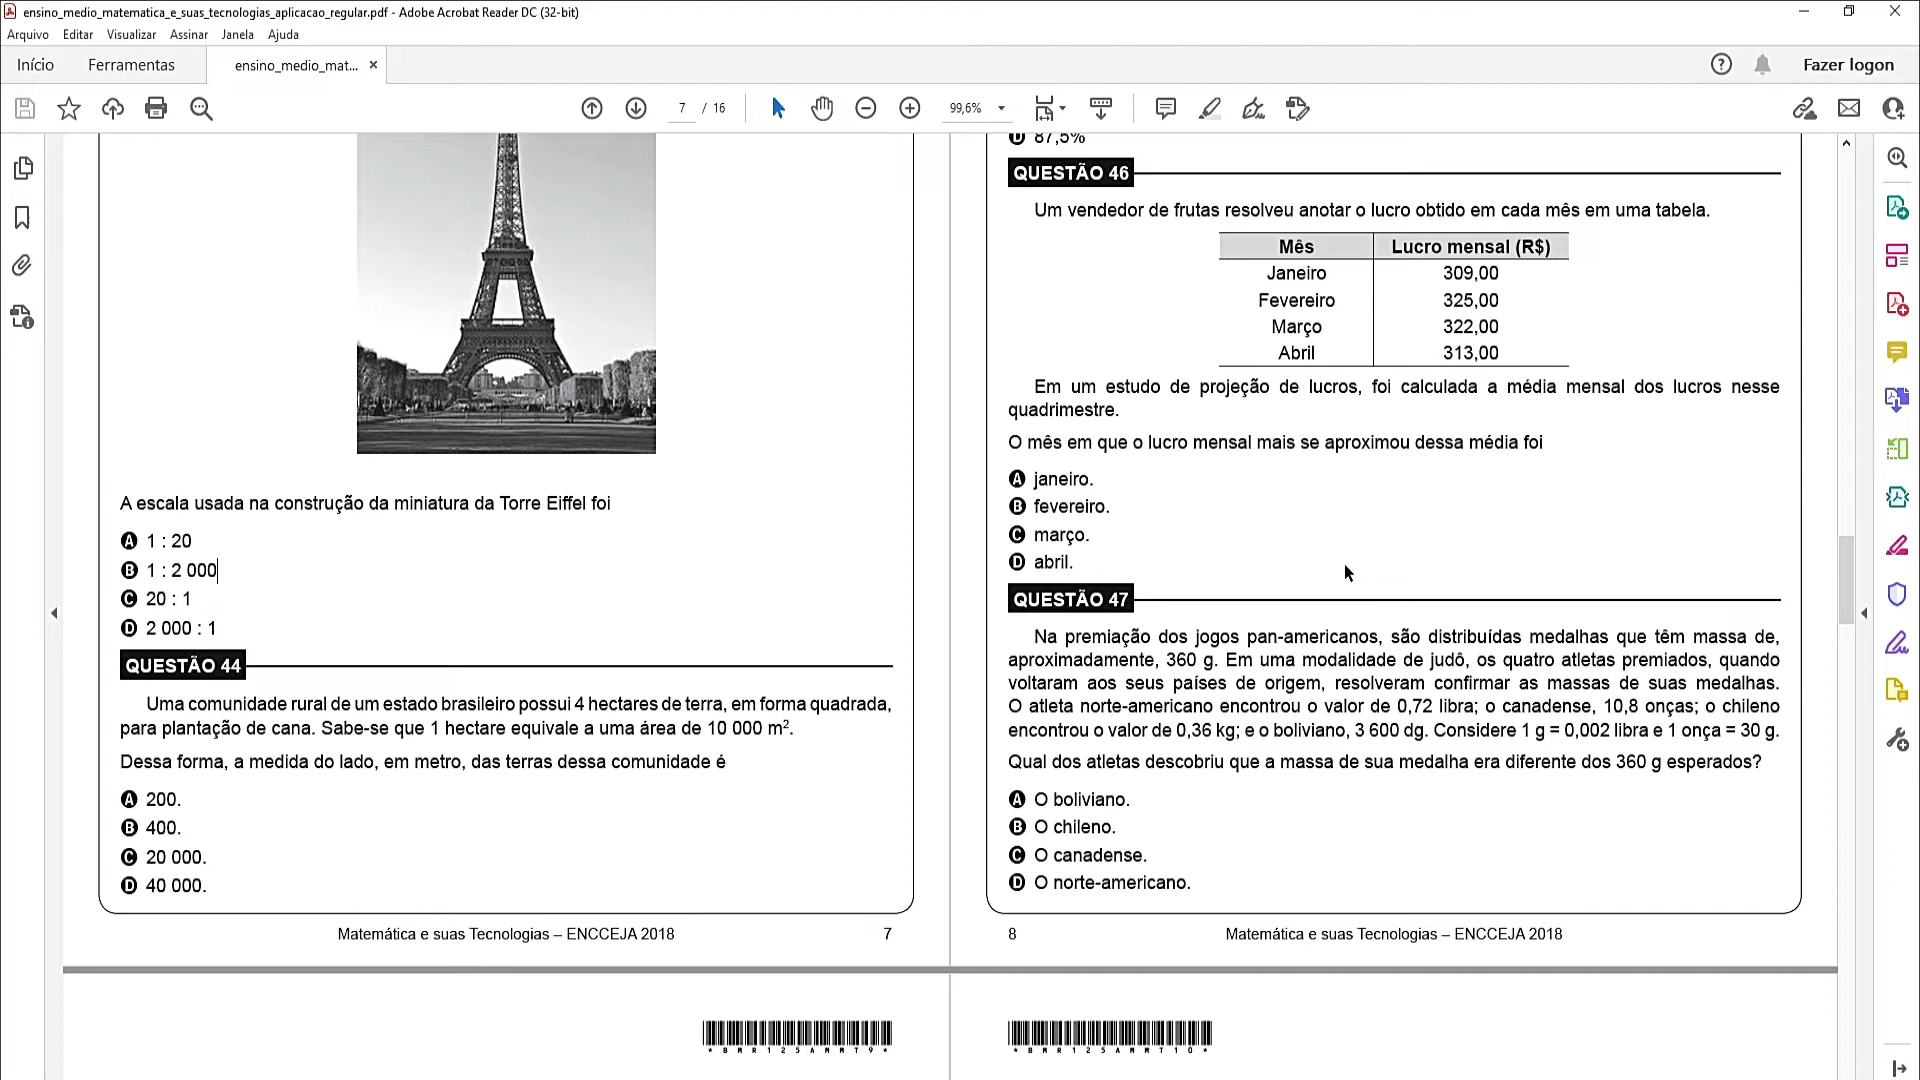 ensino_medio_matematica_e_suas_tecnologias_aplicacao_regular.pdf - Adobe Acrobat Reader DC (32-bit)
Arquivo Editar Visualizar Assinar Janela Ajuda
Início Ferramentas ensino_medio_mat... × Fazer logon
7 / 16 99,6%
A escala usada na construção da miniatura da Torre Eiffel foi
A 1 : 20
B 1 : 2 000
C 20 : 1
D 2 000 : 1
QUESTÃO 44
Uma comunidade rural de um estado brasileiro possui 4 hectares de terra, em forma quadrada,
para plantação de cana. Sabe-se que 1 hectare equivale a uma área de 10 000 m².
Dessa forma, a medida do lado, em metro, das terras dessa comunidade é
A 200.
B 400.
C 20 000.
D 40 000.
Matemática e suas Tecnologias – ENCCEJA 2018 7
D 87,5%
QUESTÃO 46
Um vendedor de frutas resolveu anotar o lucro obtido em cada mês em uma tabela.
Mês Lucro mensal (R$)
Janeiro 309,00
Fevereiro 325,00
Março 322,00
Abril 313,00
Em um estudo de projeção de lucros, foi calculada a média mensal dos lucros nesse
quadrimestre.
O mês em que o lucro mensal mais se aproximou dessa média foi
A janeiro.
B fevereiro.
C março.
D abril.
QUESTÃO 47
Na premiação dos jogos pan-americanos, são distribuídas medalhas que têm massa de,
aproximadamente, 360 g. Em uma modalidade de judô, os quatro atletas premiados, quando
voltaram aos seus países de origem, resolveram confirmar as massas de suas medalhas.
O atleta norte-americano encontrou o valor de 0,72 libra; o canadense, 10,8 onças; o chileno
encontrou o valor de 0,36 kg; e o boliviano, 3 600 dg. Considere 1 g = 0,002 libra e 1 onça = 30 g.
Qual dos atletas descobriu que a massa de sua medalha era diferente dos 360 g esperados?
A O boliviano.
B O chileno.
C O canadense.
D O norte-americano.
8 Matemática e suas Tecnologias – ENCCEJA 2018
*BMR125AMMT9*
*BMR125AMMT10*